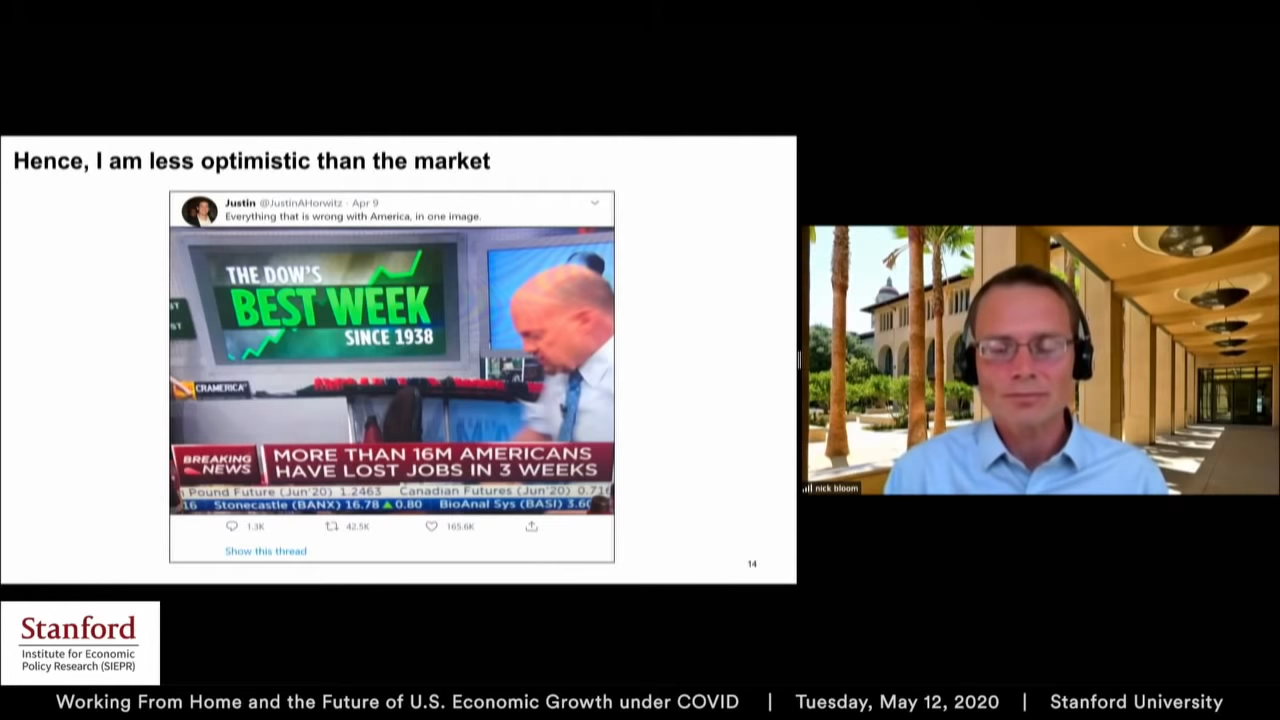 Hence, I am less optimistic than the market
Justin @JustinAHorwitz · Apr 9
Everything that is wrong with America, in one image.
THE DOW'S
BEST WEEK
SINCE 1938
CRAMERICA
BREAKING
NEWS
MORE THAN 16M AMERICANS
HAVE LOST JOBS IN 3 WEEKS
Pound Future (Jun'20) 1.2463 Canadian Futures (Jun'20)
16 Stonecastle (BANX) 16.78 ▲ 0.80 BioAnal Sys (BASI)
1.3K 42.5K 165.6K
Show this thread
14
nick bloom
Stanford
Institute for Economic
Policy Research (SIEPR)
Working From Home and the Future of U.S. Economic Growth under COVID | Tuesday, May 12, 2020 | Stanford University